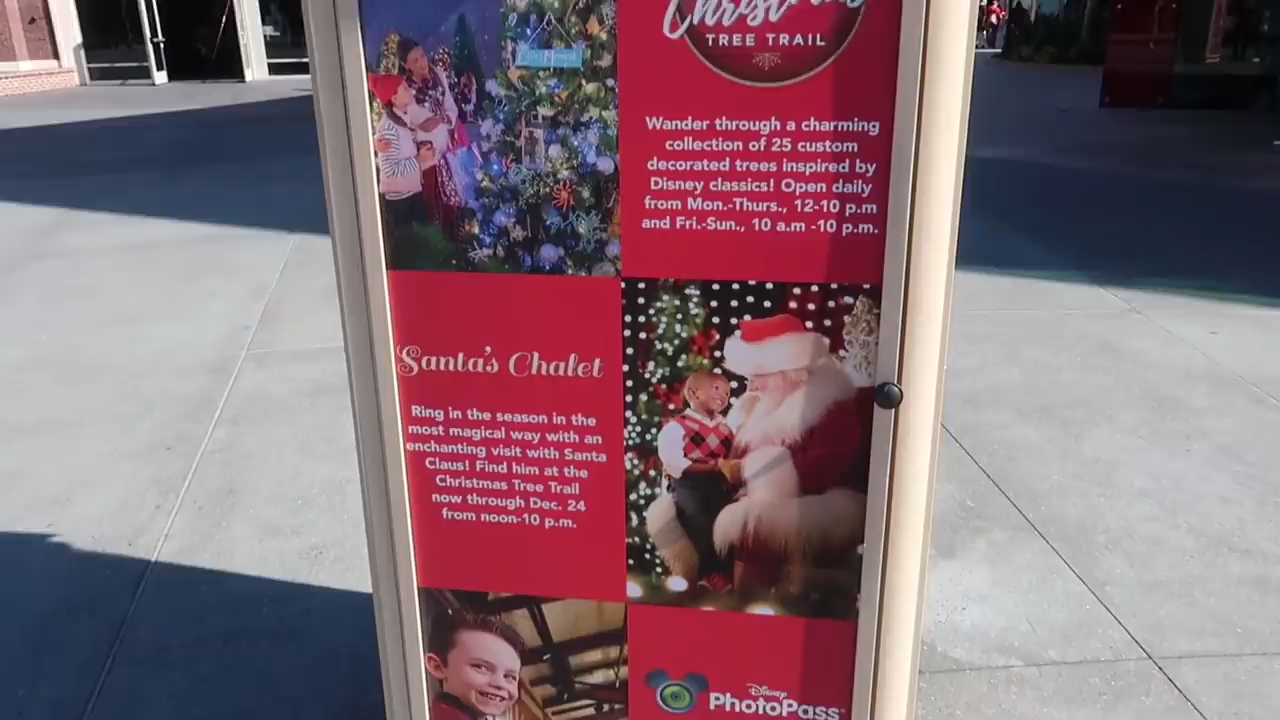 Christmas
TREE TRAIL
Wander through a charming
collection of 25 custom
decorated trees inspired by
Disney classics! Open daily
from Mon.-Thurs., 12-10 p.m
and Fri.-Sun., 10 a.m -10 p.m.
Santa's Chalet
Ring in the season in the
most magical way with an
enchanting visit with Santa
Claus! Find him at the
Christmas Tree Trail
now through Dec. 24
from noon-10 p.m.
Disney
PhotoPass